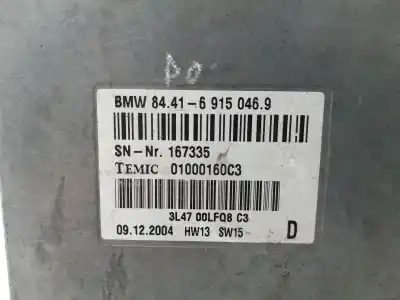 BMW 84.41-6 915 046.9
SN-Nr. 167335
TEMIC 01000160C3
3L47 00LFQ8 C3
09.12.2004 HW13 SW15 D